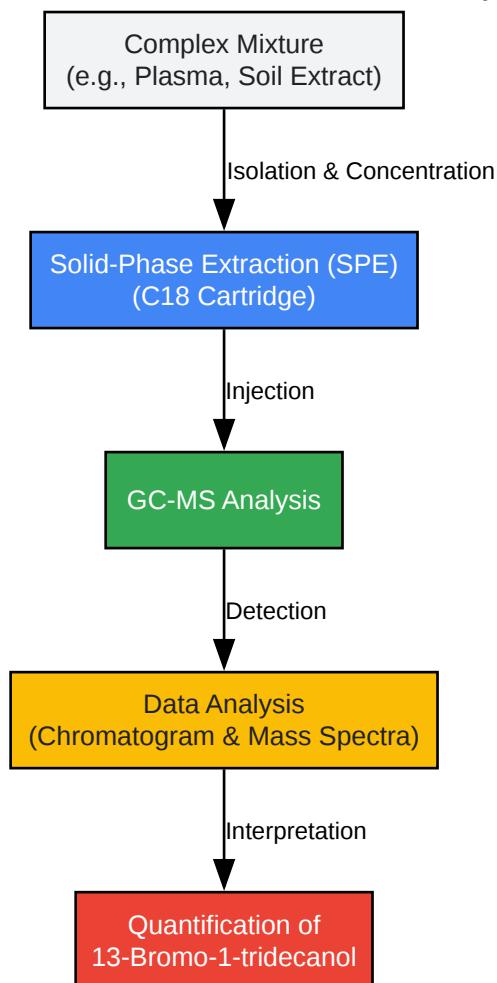 Complex Mixture
(e.g., Plasma, Soil Extract)
Isolation & Concentration
Solid-Phase Extraction (SPE)
(C18 Cartridge)
Injection
GC-MS Analysis
Detection
Data Analysis
(Chromatogram & Mass Spectra)
Interpretation
Quantification of
13-Bromo-1-tridecanol